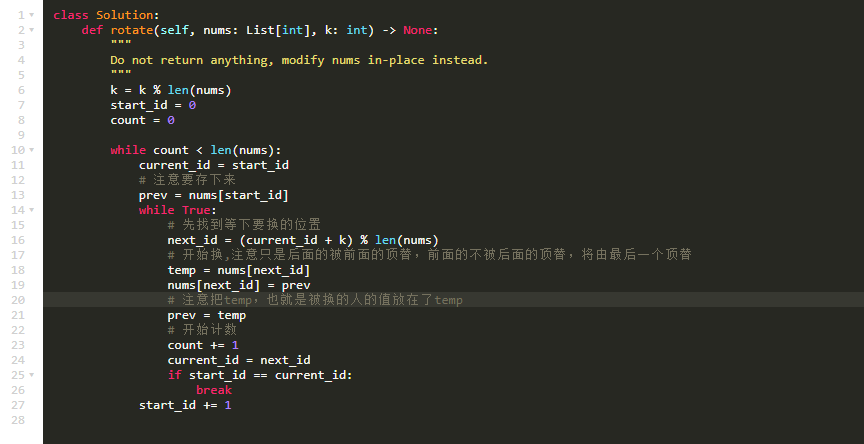 1 class Solution:
2     def rotate(self, nums: List[int], k: int) -> None:
3         """
4         Do not return anything, modify nums in-place instead.
5         """
6         k = k % len(nums)
7         start_id = 0
8         count = 0
9
10         while count < len(nums):
11             current_id = start_id
12             # 注意要存下来
13             prev = nums[start_id]
14             while True:
15                 # 先找到等下要换的位置
16                 next_id = (current_id + k) % len(nums)
17                 # 开始换,注意只是后面的被前面的顶替，前面的不被后面的顶替，将由最后一个顶替
18                 temp = nums[next_id]
19                 nums[next_id] = prev
20                 # 注意把temp，也就是被换的人的值放在了temp
21                 prev = temp
22                 # 开始计数
23                 count += 1
24                 current_id = next_id
25                 if start_id == current_id:
26                     break
27             start_id += 1
28